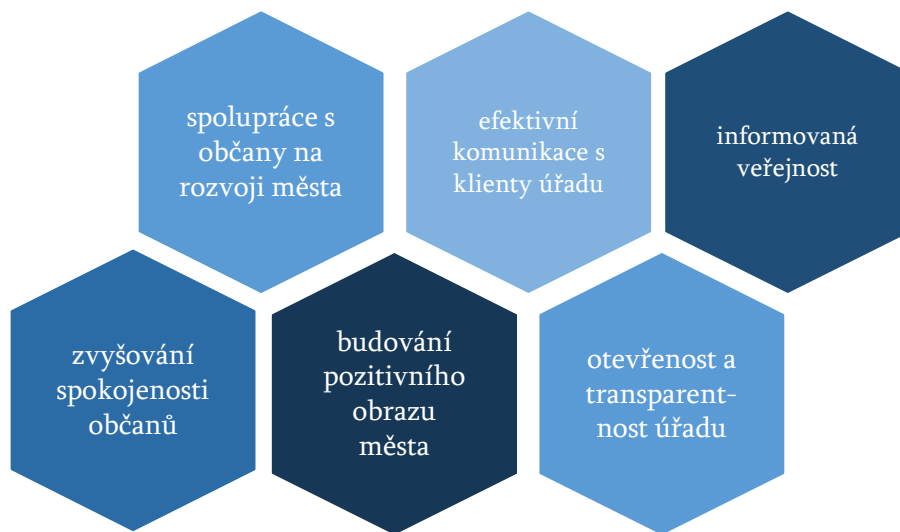 spolupráce s
občany na
rozvoji města
efektivní
komunikace s
klienty úřadu
informovaná
veřejnost
zvyšování
spokojenosti
občanů
budování
pozitivního
obrazu
města
otevřenost a
transparent-
nost úřadu